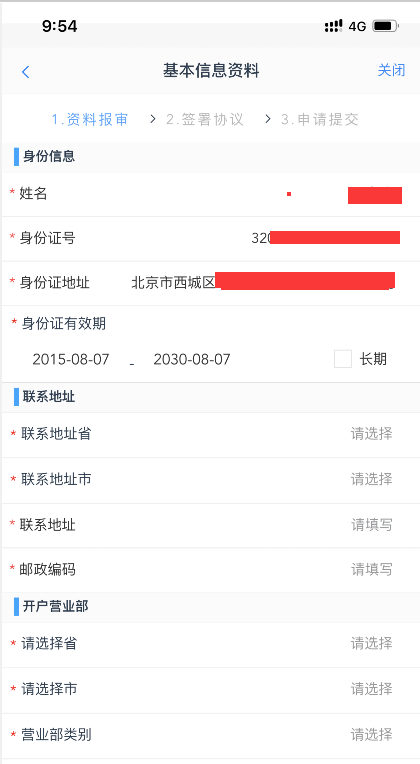 9:54 4G
基本信息资料 关闭
1.资料报审 > 2.签署协议 > 3.申请提交
身份信息
* 姓名
* 身份证号 320
* 身份证地址 北京市西城区
* 身份证有效期
2015-08-07 - 2030-08-07 长期
联系地址
* 联系地址省 请选择
* 联系地址市 请选择
* 联系地址 请填写
* 邮政编码 请填写
开户营业部
* 请选择省 请选择
* 请选择市 请选择
* 营业部类别 请选择